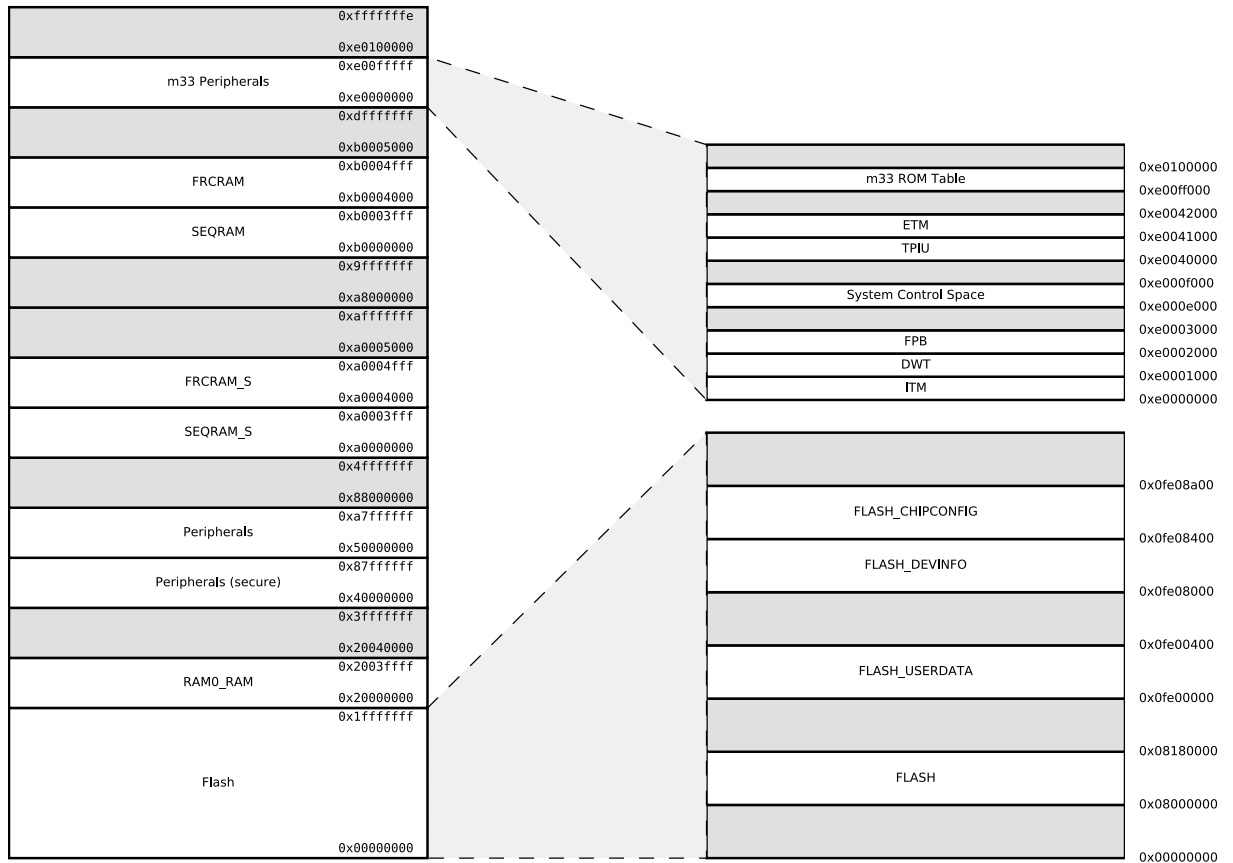 0xfffffffe
0xe0100000
0xe00fffff
m33 Peripherals
0xe0000000
0xdfffffff
0xb0005000
0xb0004fff
FRCRAM
0xb0004000
0xb0003fff
SEQRAM
0xb0000000
0x9fffffff
0xa8000000
0xafffffff
0xa0005000
0xa0004fff
FRCRAM_S
0xa0004000
0xa0003fff
SEQRAM_S
0xa0000000
0x4fffffff
0x88000000
0xa7ffffff
Peripherals
0x50000000
0x87ffffff
Peripherals (secure)
0x40000000
0x3fffffff
0x20040000
0x2003ffff
RAM0_RAM
0x20000000
0x1fffffff
Flash
0x00000000
0xe0100000
m33 ROM Table
0xe00ff000
0xe0042000
ETM
0xe0041000
TPIU
0xe0040000
0xe000f000
System Control Space
0xe000e000
0xe0003000
FPB
0xe0002000
DWT
0xe0001000
ITM
0xe0000000
0x0fe08a00
FLASH_CHIPCONFIG
0x0fe08400
FLASH_DEVINFO
0x0fe08000
0x0fe00400
FLASH_USERDATA
0x0fe00000
0x08180000
FLASH
0x08000000
0x00000000